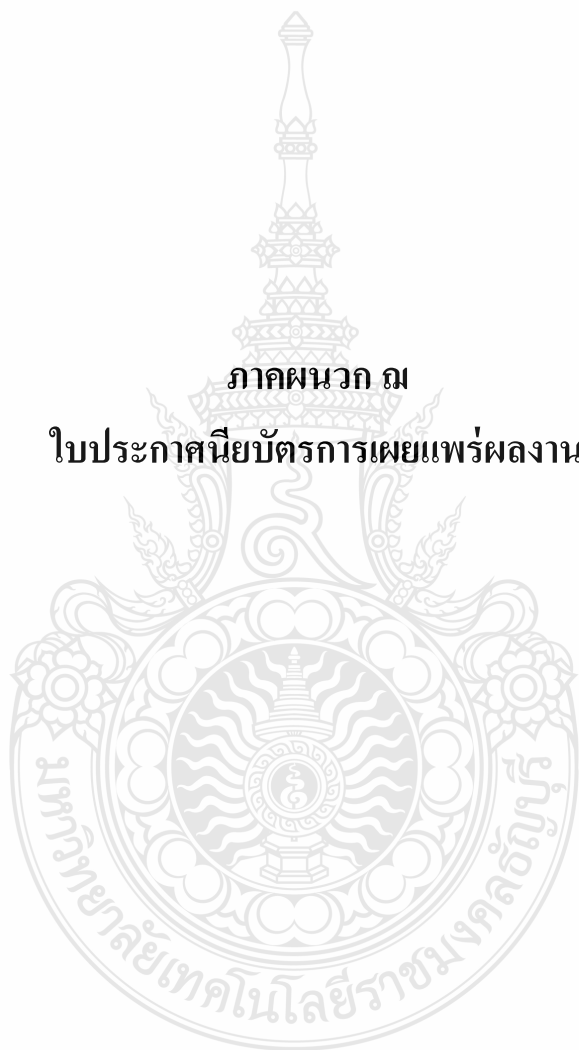 ภาคผนวก ฌ
ใบประกาศนียบัตรการเผยแพร่ผลงาน
มหาวิทยาลัยเทคโนโลยีราชมงคลธัญบุรี